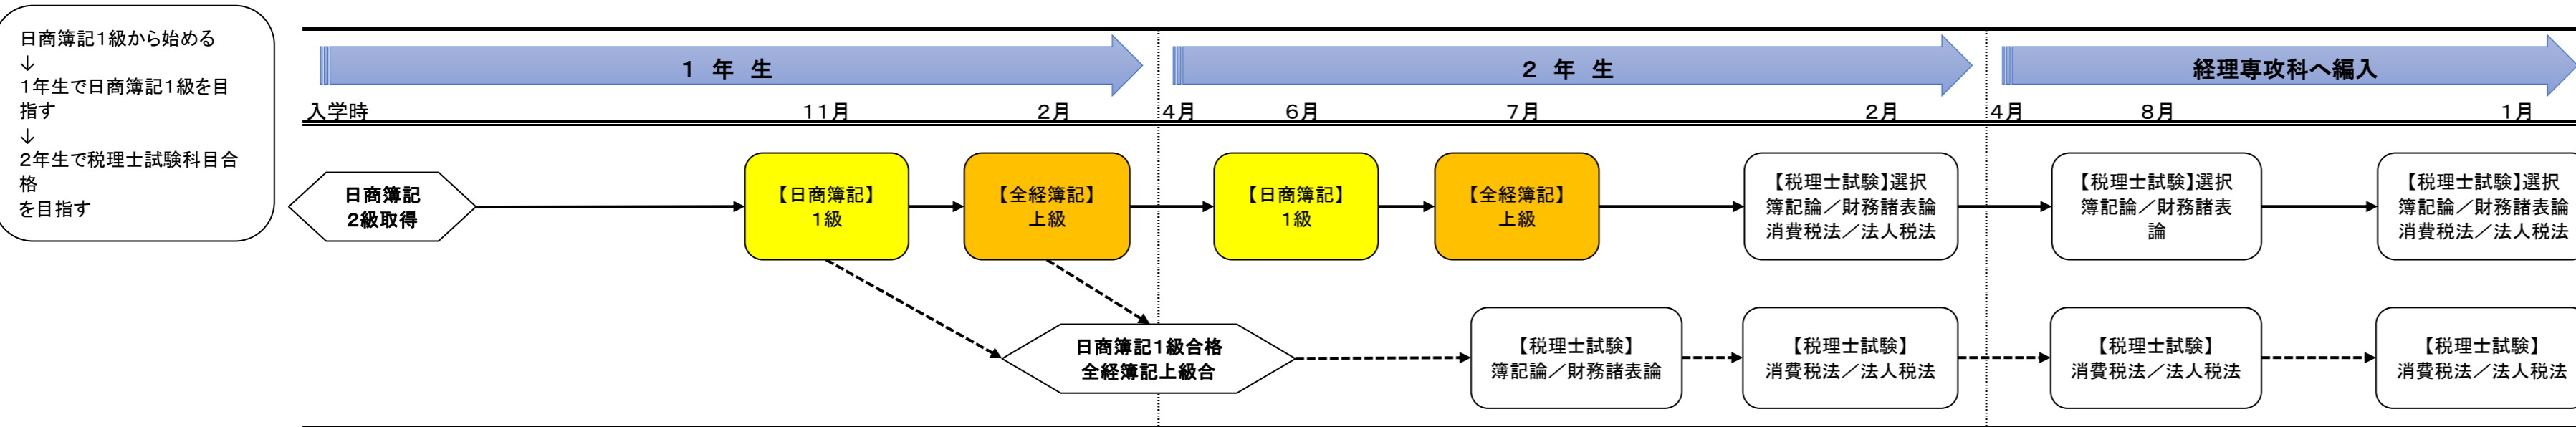 日商簿記1級から始める
↓
1年生で日商簿記1級を目
指す
↓
2年生で税理士試験科目合
格
を目指す
1 年 生
2 年 生
経理専攻科へ編入
入学時
11月
2月
4月
6月
7月
2月
4月
8月
1月
日商簿記
2級取得
【日商簿記】
1級
【全経簿記】
上級
【日商簿記】
1級
【全経簿記】
上級
【税理士試験】選択
簿記論／財務諸表論
消費税法／法人税法
【税理士試験】選択
簿記論／財務諸表
論
【税理士試験】選択
簿記論／財務諸表論
消費税法／法人税法
日商簿記1級合格
全経簿記上級合
【税理士試験】
簿記論／財務諸表論
【税理士試験】
消費税法／法人税法
【税理士試験】
消費税法／法人税法
【税理士試験】
消費税法／法人税法